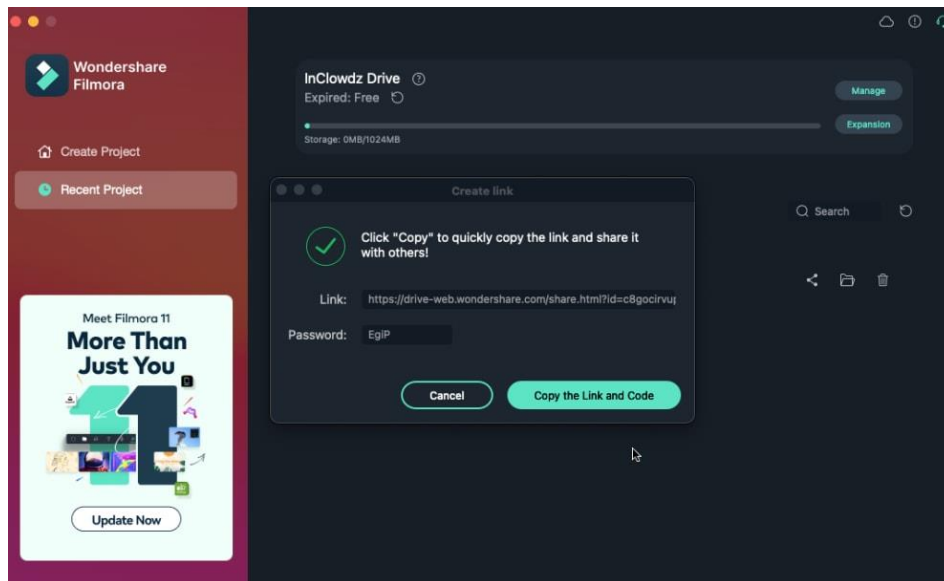 Wondershare
Filmora
Create Project
Recent Project
Meet Filmora 11
More Than
Just You
11
Update Now
InClowdz Drive
Expired: Free
Manage
Expansion
Storage: 0MB/1024MB
Search
Create link
Click "Copy" to quickly copy the link and share it
with others!
Link: https://drive-web.wondershare.com/share.html?id=c8gocirvu
Password: EgiP
Cancel
Copy the Link and Code